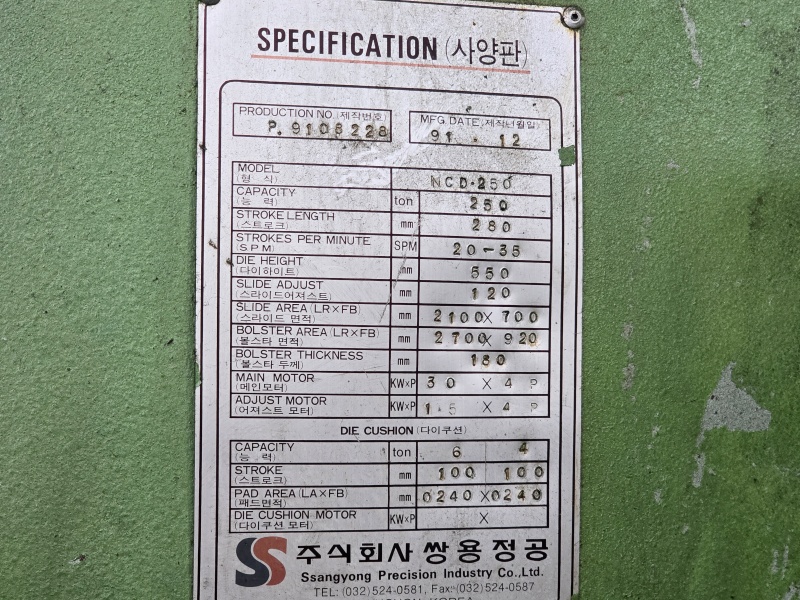 SPECIFICATION (사양판)
PRODUCTION NO. (제작번호)
P. 9106228
MFG. DATE. (제작년월일)
91 · 12
MODEL (형 식) NCD-250
CAPACITY (능 력) ton 250
STROKE LENGTH (스트로크) mm 280
STROKES PER MINUTE (S P M) SPM 20-35
DIE HEIGHT (다이하이트) mm 550
SLIDE ADJUST (스라이드어져스트) mm 120
SLIDE AREA (LR×FB) (스라이드 면적) mm 2100 × 700
BOLSTER AREA (LR×FB) (볼스타 면적) mm 2700 × 920
BOLSTER THICKNESS (볼스타 두께) mm 180
MAIN MOTOR (메인모터) KW×P 30 × 4 P
ADJUST MOTOR (어져스트 모터) KW×P 1.5 × 4 P
DIE CUSHION (다이쿠션)
CAPACITY (능 력) ton 6 4
STROKE (스트로크) mm 100 100
PAD AREA (LA×FB) (패드면적) mm 0240 × 0240
DIE CUSHION MOTOR (다이쿠션 모터) KW×P ×
SS 주식회사 쌍용정공
Ssangyong Precision Industry Co., Ltd.
TEL: (032) 524-0581, Fax: (032) 524-0587